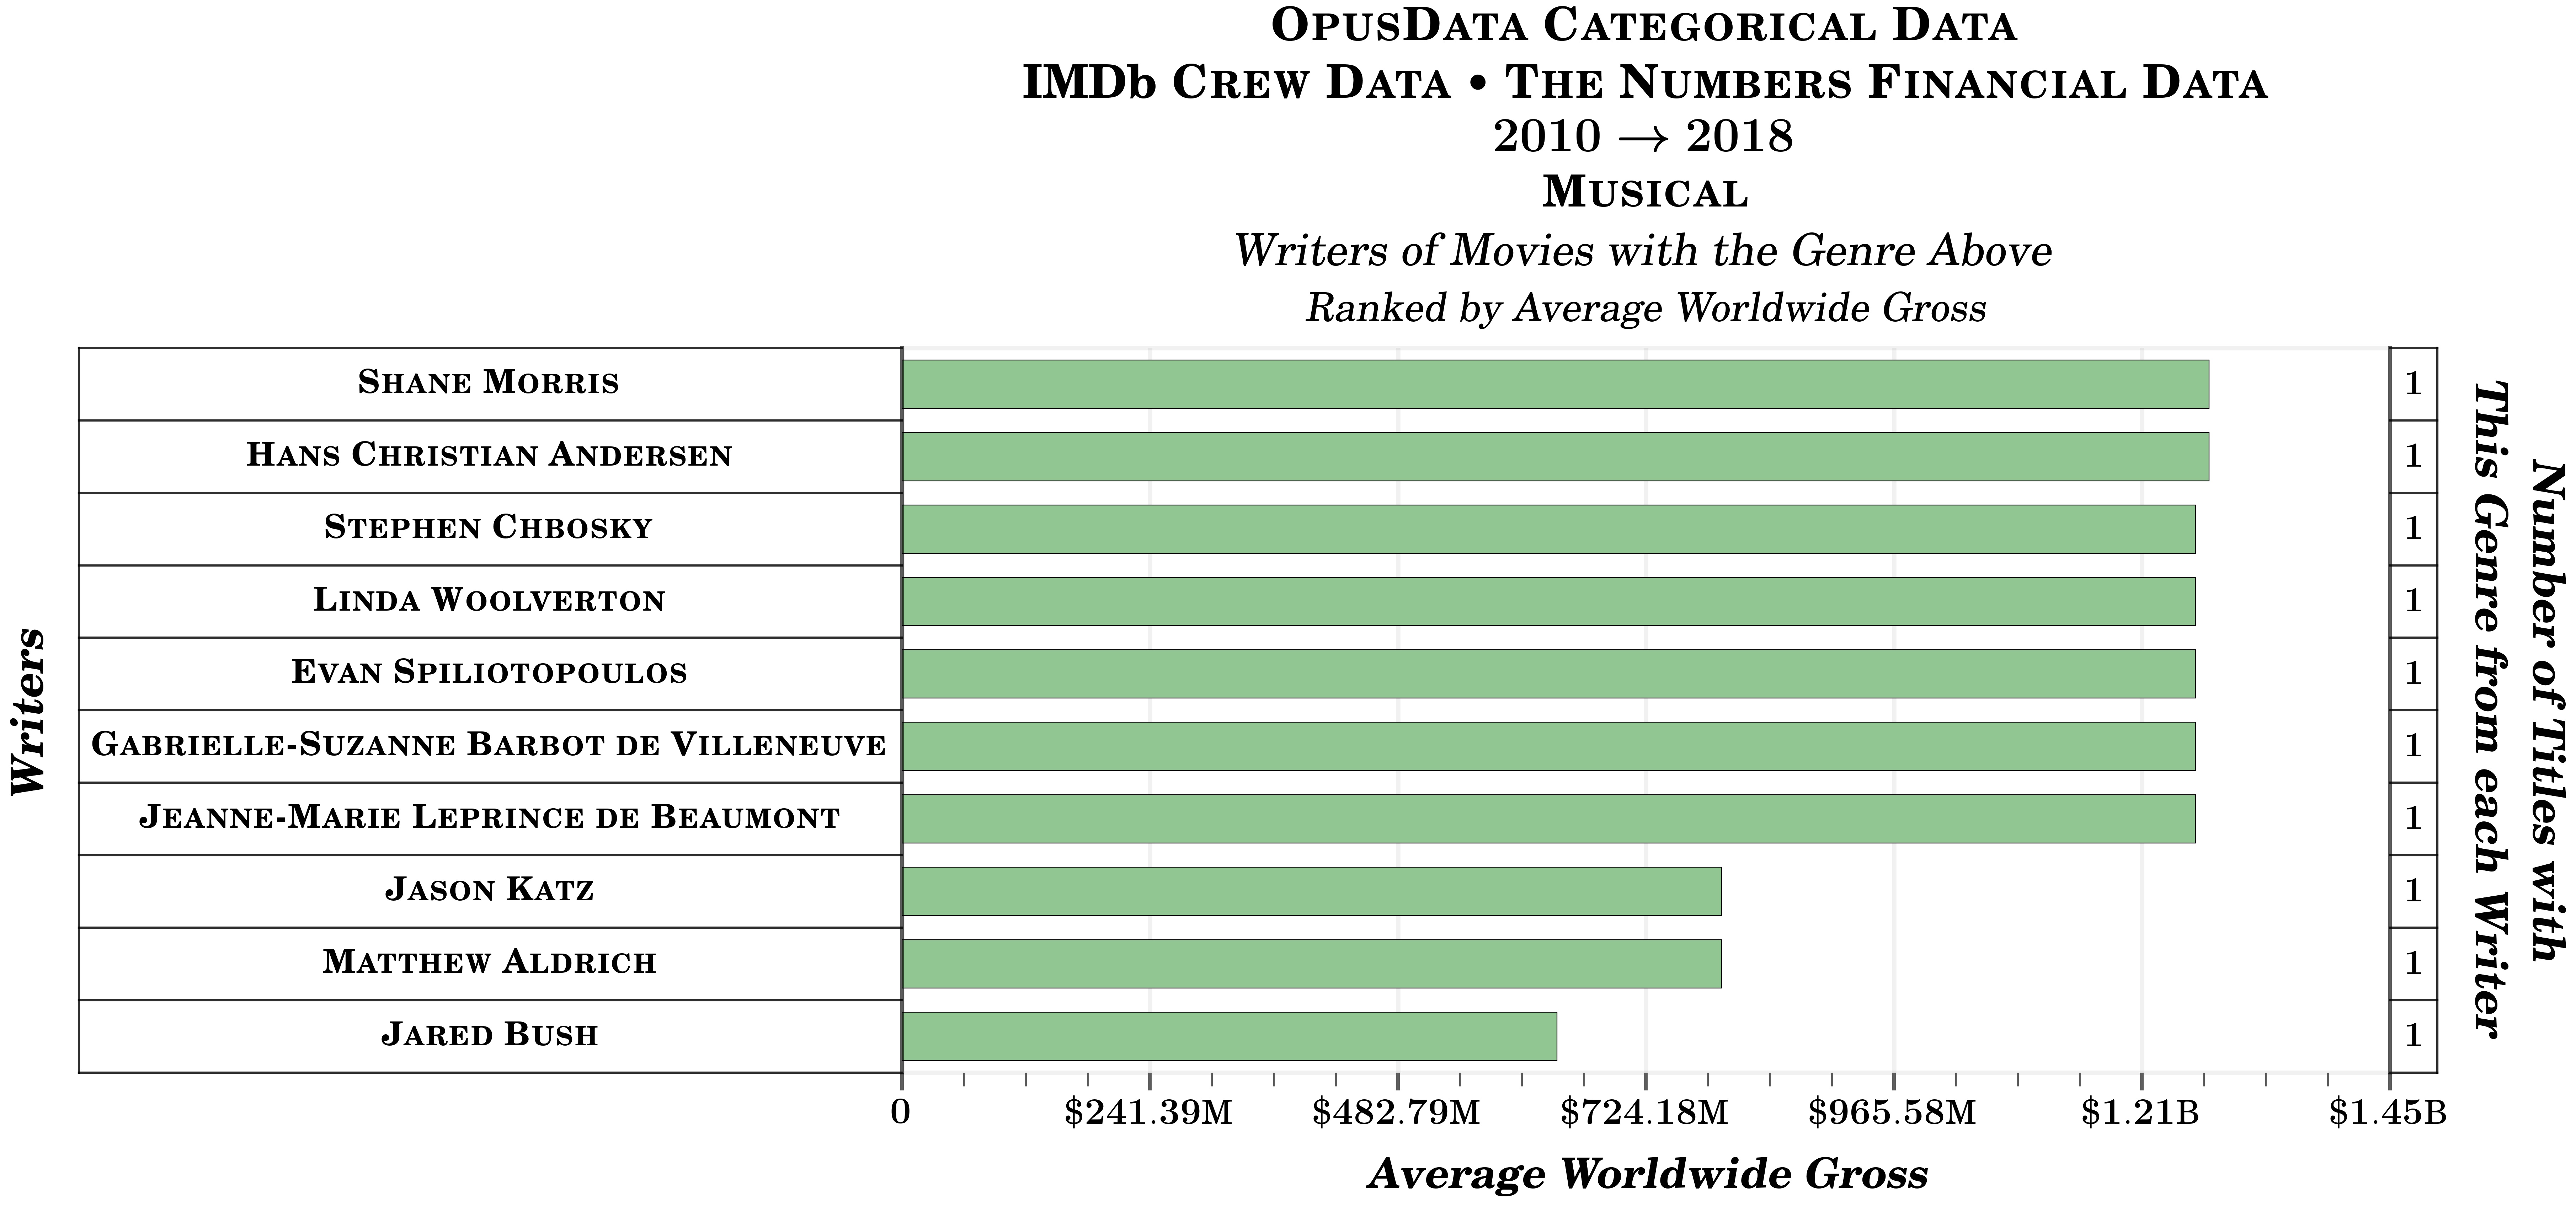 OpusData Categorical Data
IMDb Crew Data • The Numbers Financial Data
2010 → 2018
Musical
Writers of Movies with the Genre Above
Ranked by Average Worldwide Gross
Writers
Shane Morris 1
Hans Christian Andersen 1
Stephen Chbosky 1
Linda Woolverton 1
Evan Spiliotopoulos 1
Gabrielle-Suzanne Barbot de Villeneuve 1
Jeanne-Marie Leprince de Beaumont 1
Jason Katz 1
Matthew Aldrich 1
Jared Bush 1
Number of Titles with
This Genre from each Writer
0 $241.39M $482.79M $724.18M $965.58M $1.21B $1.45B
Average Worldwide Gross